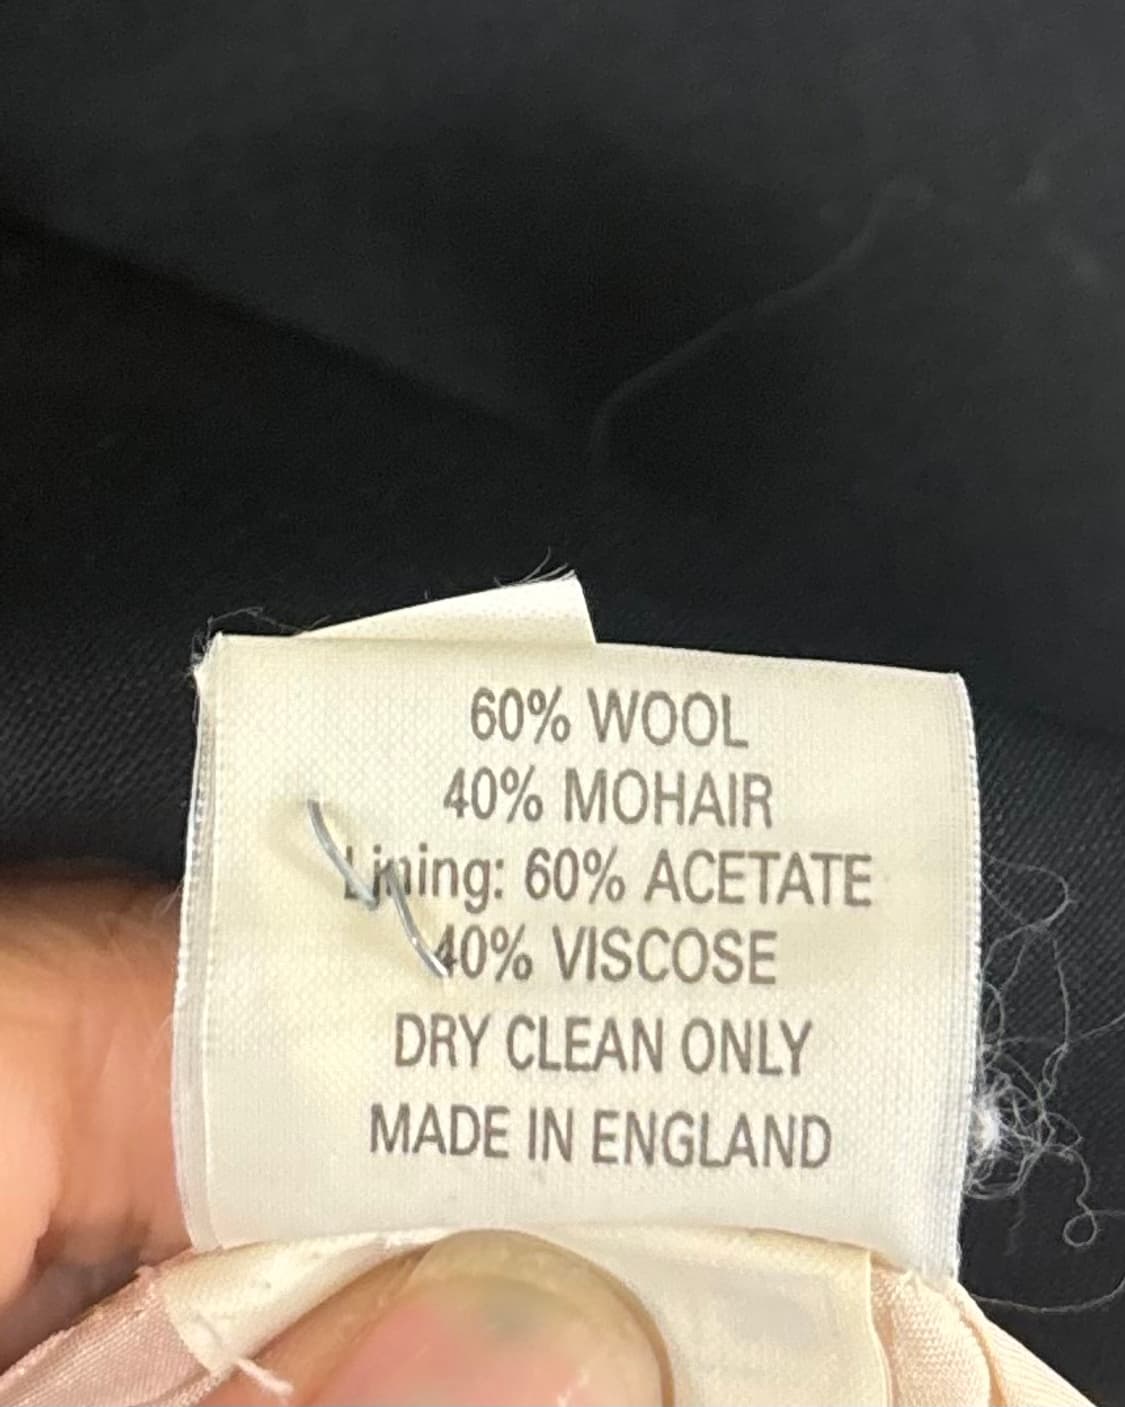 60% WOOL
40% MOHAIR
Lining: 60% ACETATE
40% VISCOSE
DRY CLEAN ONLY
MADE IN ENGLAND